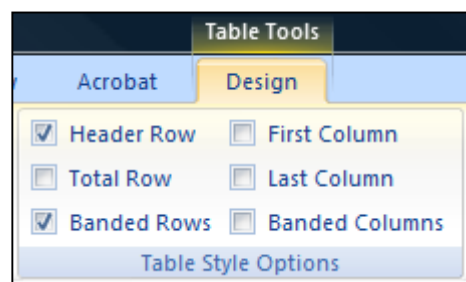 Table Tools
Acrobat Design
Header Row First Column
Total Row Last Column
Banded Rows Banded Columns
Table Style Options